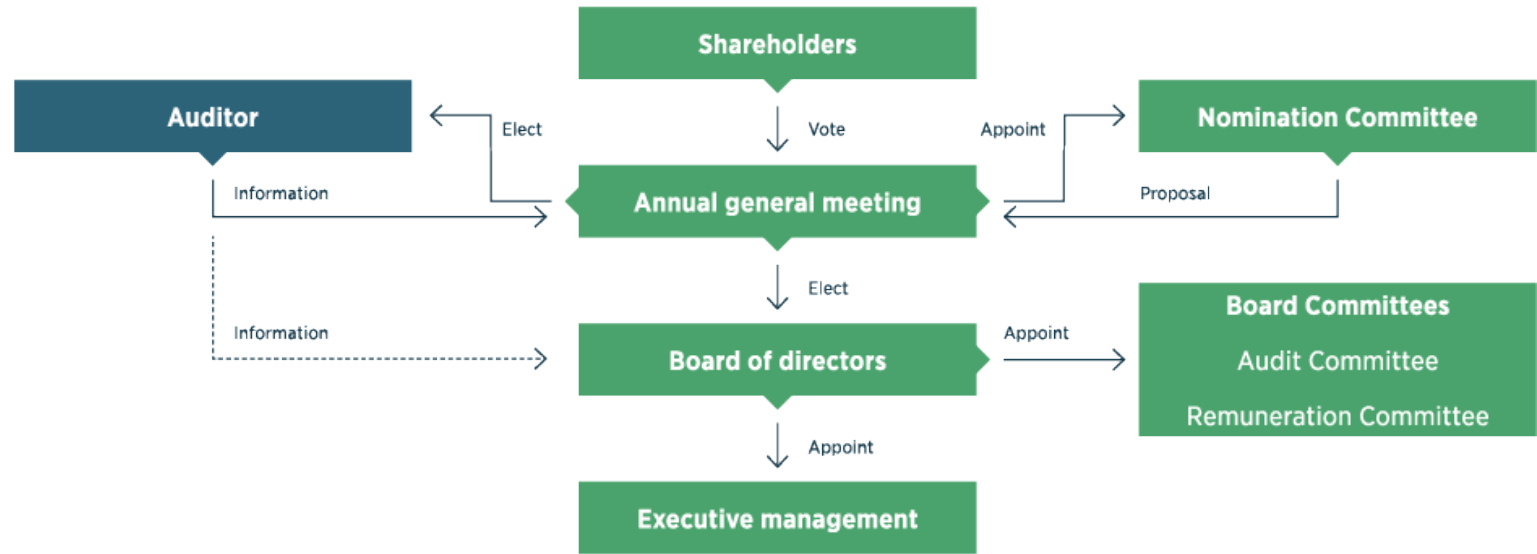 Shareholders
Auditor
Elect
Vote
Appoint
Nomination Committee
Information
Annual general meeting
Proposal
Elect
Information
Board of directors
Appoint
Board Committees
Audit Committee
Remuneration Committee
Appoint
Executive management